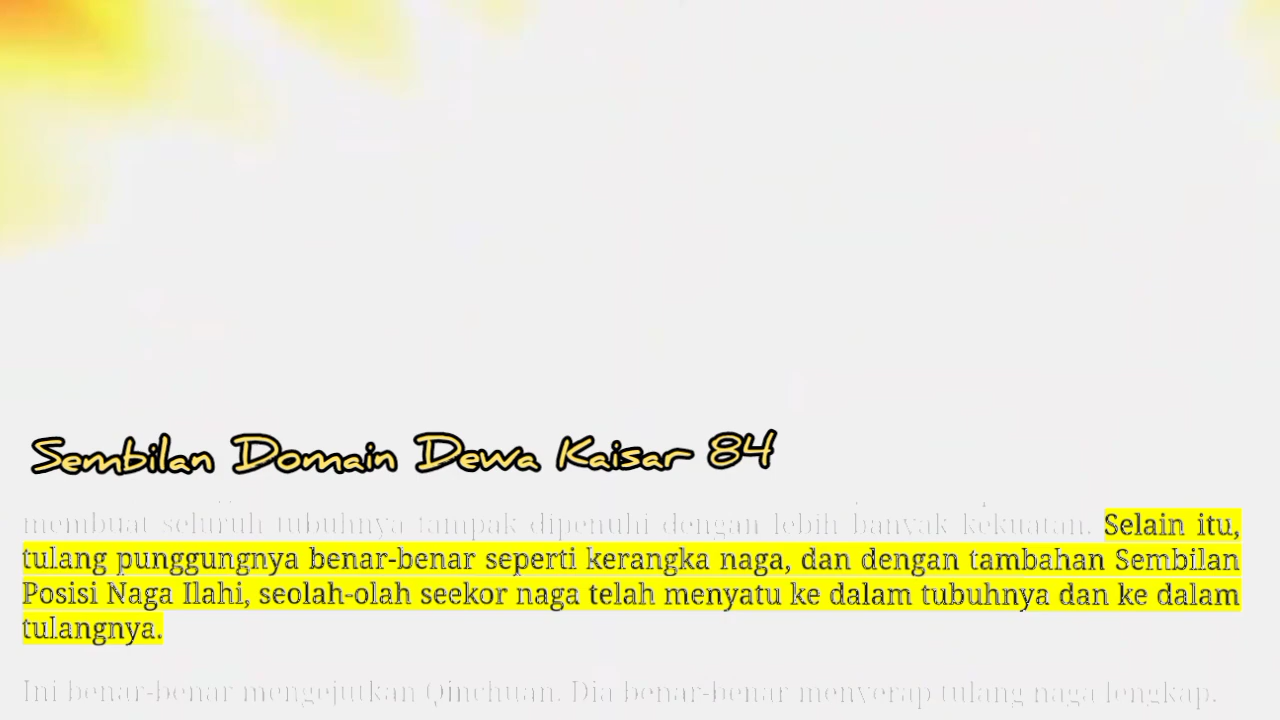 Sembilan Domain Dewa Kaisar 84
membuat seluruh tubuhnya tampak dipenuhi dengan lebih banyak kekuatan. Selain itu,
tulang punggungnya benar-benar seperti kerangka naga, dan dengan tambahan Sembilan
Posisi Naga Ilahi, seolah-olah seekor naga telah menyatu ke dalam tubuhnya dan ke dalam
tulangnya.
Ini benar-benar mengejutkan Qinchuan. Dia benar-benar menyerap tulang naga lengkap.